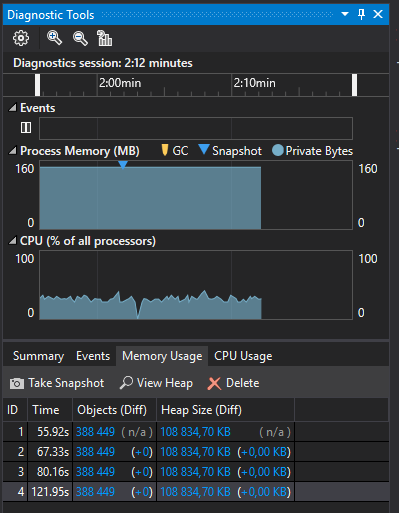 Diagnostic Tools
Diagnostics session: 2:12 minutes
2:00min 2:10min
Events
Process Memory (MB) GC Snapshot Private Bytes
160 160
0 0
CPU (% of all processors)
100 100
0 0
Summary Events Memory Usage CPU Usage
Take Snapshot View Heap Delete
ID Time Objects (Diff) Heap Size (Diff)
1 55.92s 388 449 (n/a) 108 834,70 KB (n/a)
2 67.33s 388 449 (+0) 108 834,70 KB (+0,00 KB)
3 80.16s 388 449 (+0) 108 834,70 KB (+0,00 KB)
4 121.95s 388 449 (+0) 108 834,70 KB (+0,00 KB)